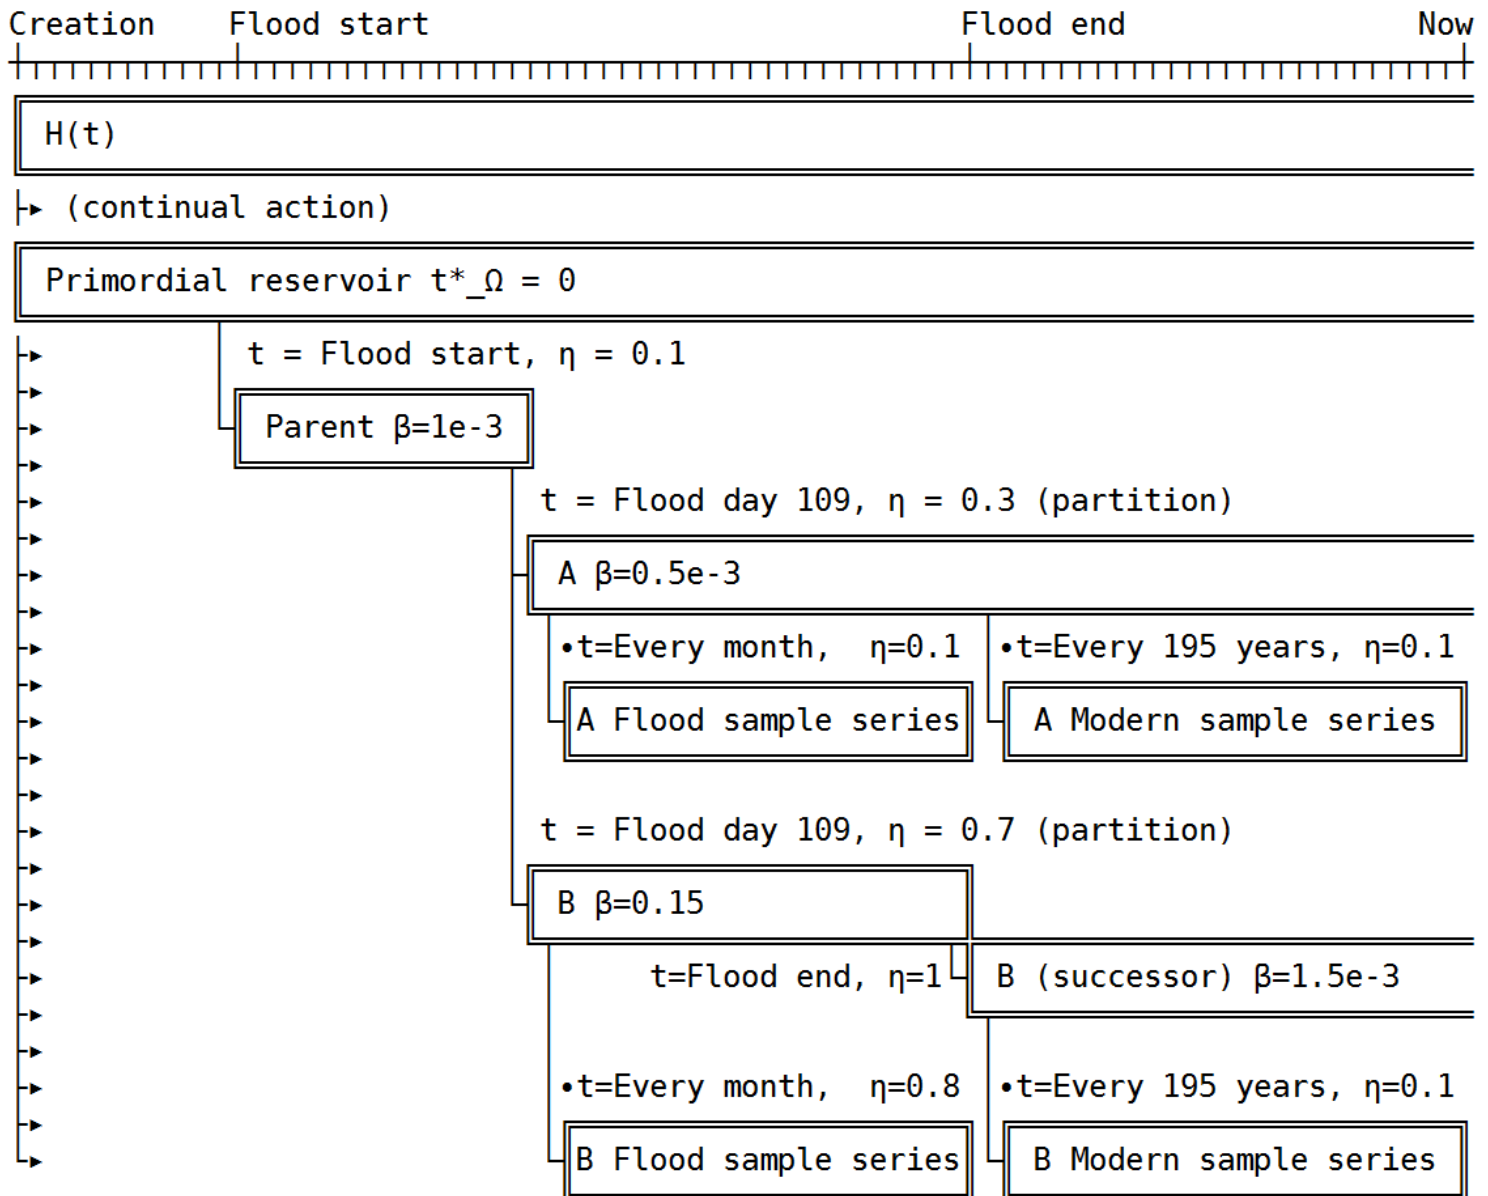 Creation Flood start Flood end Now
H(t)
(continual action)
Primordial reservoir t*_Ω = 0
t = Flood start, η = 0.1
Parent β=1e-3
t = Flood day 109, η = 0.3 (partition)
A β=0.5e-3
•t=Every month, η=0.1 •t=Every 195 years, η=0.1
A Flood sample series A Modern sample series
t = Flood day 109, η = 0.7 (partition)
B β=0.15
t=Flood end, η=1 B (successor) β=1.5e-3
•t=Every month, η=0.8 •t=Every 195 years, η=0.1
B Flood sample series B Modern sample series